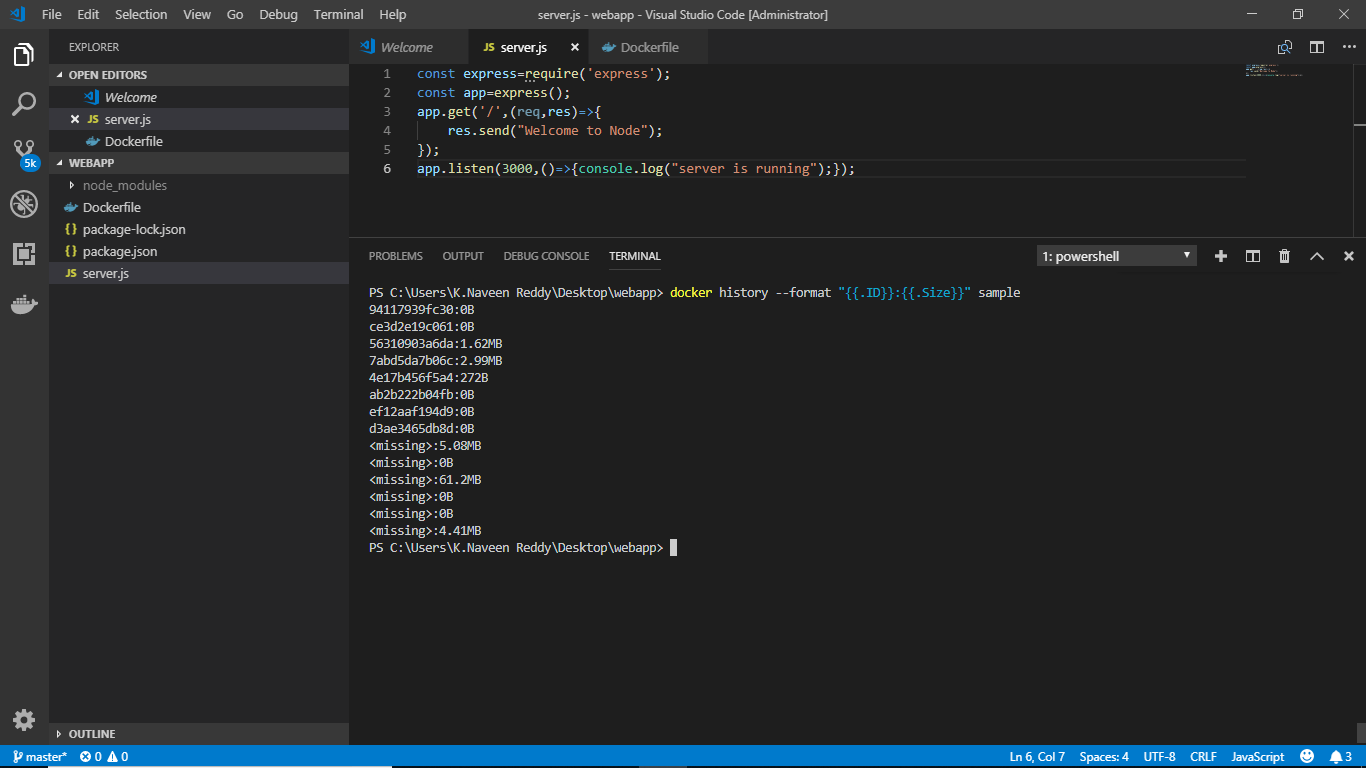 File Edit Selection View Go Debug Terminal Help
server.js - webapp - Visual Studio Code [Administrator]
EXPLORER
OPEN EDITORS
Welcome
server.js
Dockerfile
5k
WEBAPP
node_modules
Dockerfile
package-lock.json
package.json
JS server.js
OUTLINE
Welcome
JS server.js
Dockerfile
1 const express=require('express');
2 const app=express();
3 app.get('/',(req,res)=>{
4 res.send("Welcome to Node");
5 });
6 app.listen(3000,()=>{console.log("server is running");});
PROBLEMS OUTPUT DEBUG CONSOLE TERMINAL
1: powershell
PS C:\Users\K.Naveen Reddy\Desktop\webapp> docker history --format "{{.ID}}:{{.Size}}" sample
94117939fc30:0B
ce3d2e19c061:0B
56310903a6da:1.62MB
7abd5da7b06c:2.99MB
4e17b456f5a4:272B
ab2b222b04fb:0B
ef12aaf194d9:0B
d3ae3465db8d:0B
<missing>:5.08MB
<missing>:0B
<missing>:61.2MB
<missing>:0B
<missing>:0B
<missing>:4.41MB
PS C:\Users\K.Naveen Reddy\Desktop\webapp>
master* 0 0
Ln 6, Col 7 Spaces: 4 UTF-8 CRLF JavaScript 3